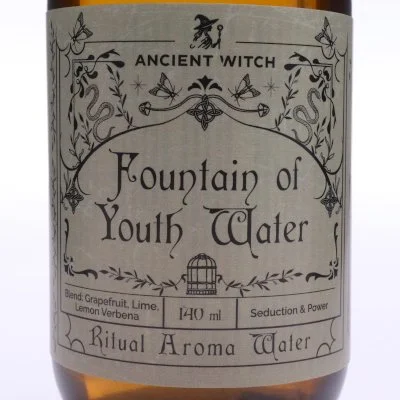 ANCIENT WITCH
Fountain of
Youth Water
Blend: Grapefruit, Lime,
Lemon Verbena
140 ml
Seduction & Power
Ritual Aroma Water